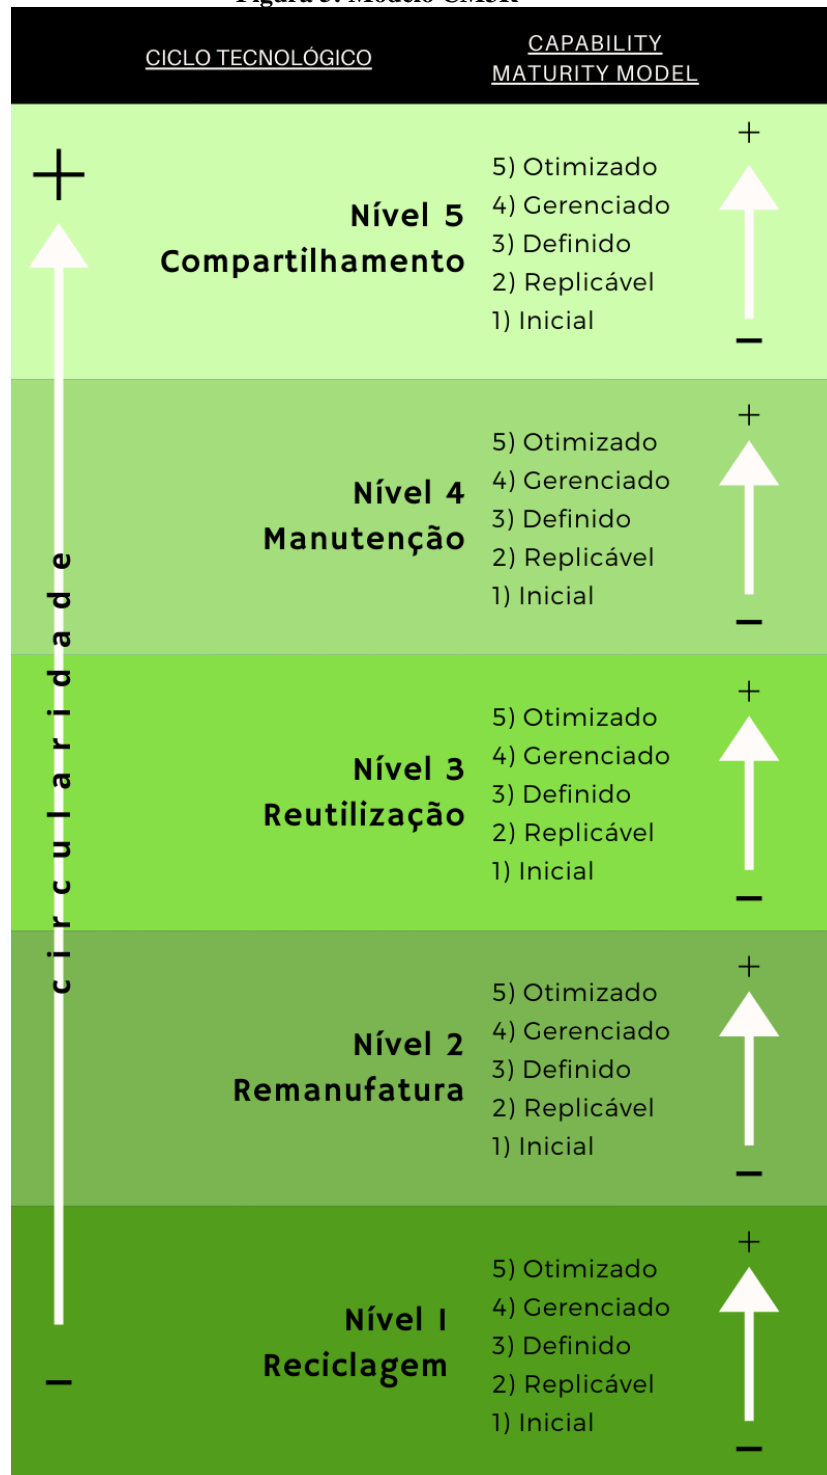 CICLO TECNOLÓGICO
CAPABILITY
MATURITY MODEL
circularidade
+
−
Nível 5
Compartilhamento
5) Otimizado
4) Gerenciado
3) Definido
2) Replicável
1) Inicial
+
−
Nível 4
Manutenção
5) Otimizado
4) Gerenciado
3) Definido
2) Replicável
1) Inicial
+
−
Nível 3
Reutilização
5) Otimizado
4) Gerenciado
3) Definido
2) Replicável
1) Inicial
+
−
Nível 2
Remanufatura
5) Otimizado
4) Gerenciado
3) Definido
2) Replicável
1) Inicial
+
−
Nível 1
Reciclagem
5) Otimizado
4) Gerenciado
3) Definido
2) Replicável
1) Inicial
+
−